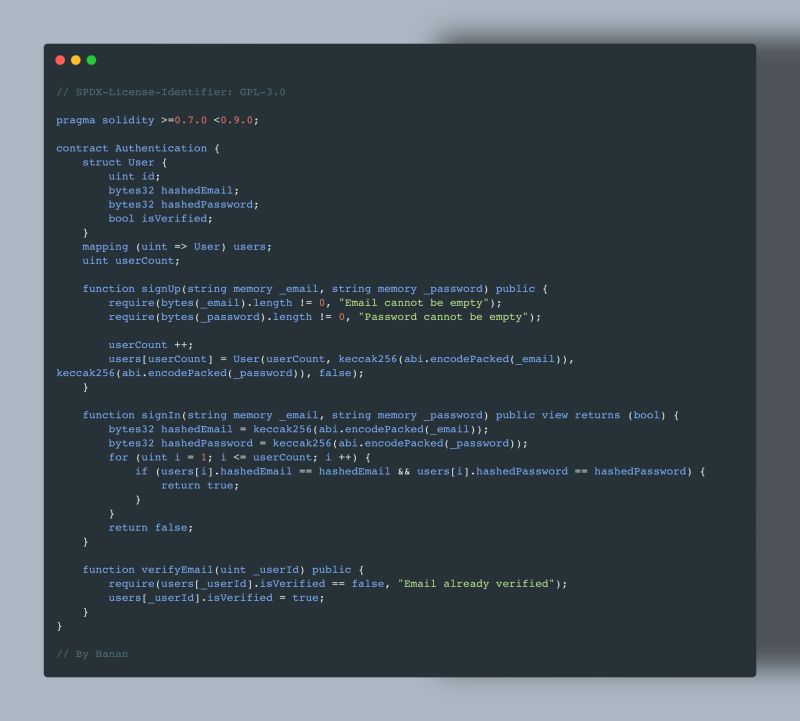 // SPDX-License-Identifier: GPL-3.0
pragma solidity >=0.7.0 <0.9.0;
contract Authentication {
struct User {
uint id;
bytes32 hashedEmail;
bytes32 hashedPassword;
bool isVerified;
}
mapping (uint => User) users;
uint userCount;
function signUp(string memory _email, string memory _password) public {
require(bytes(_email).length != 0, "Email cannot be empty");
require(bytes(_password).length != 0, "Password cannot be empty");
userCount ++;
users[userCount] = User(userCount, keccak256(abi.encodePacked(_email)),
keccak256(abi.encodePacked(_password)), false);
}
function signIn(string memory _email, string memory _password) public view returns (bool) {
bytes32 hashedEmail = keccak256(abi.encodePacked(_email));
bytes32 hashedPassword = keccak256(abi.encodePacked(_password));
for (uint i = 1; i <= userCount; i ++) {
if (users[i].hashedEmail == hashedEmail && users[i].hashedPassword == hashedPassword) {
return true;
}
}
return false;
}
function verifyEmail(uint _userId) public {
require(users[_userId].isVerified == false, "Email already verified");
users[_userId].isVerified = true;
}
}
// By Hanan